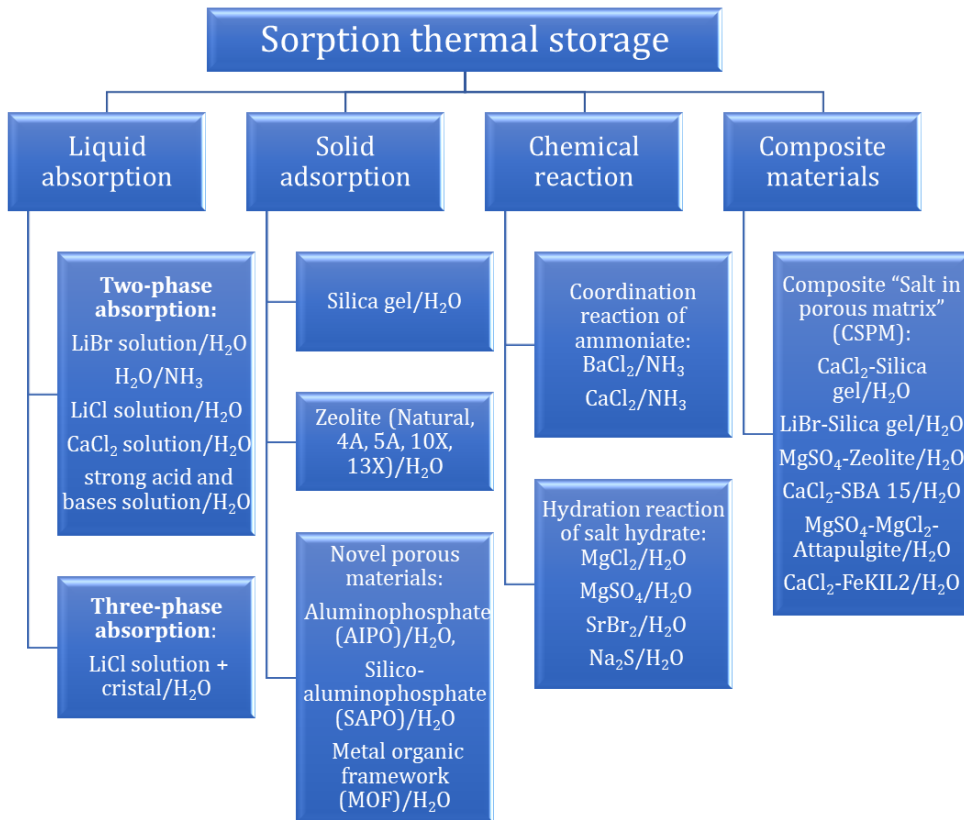 Sorption thermal storage
Liquid
absorption
Two-phase
absorption:
LiBr solution/H₂O
H₂O/NH₃
LiCl solution/H₂O
CaCl₂ solution/H₂O
strong acid and
bases solution/H₂O
Three-phase
absorption:
LiCl solution +
cristal/H₂O
Solid
adsorption
Silica gel/H₂O
Zeolite (Natural,
4A, 5A, 10X,
13X)/H₂O
Novel porous
materials:
Aluminophosphate
(AIPO)/H₂O,
Silico-
aluminophosphate
(SAPO)/H₂O
Metal organic
framework
(MOF)/H₂O
Chemical
reaction
Coordination
reaction of
ammoniate:
BaCl₂/NH₃
CaCl₂/NH₃
Hydration reaction
of salt hydrate:
MgCl₂/H₂O
MgSO₄/H₂O
SrBr₂/H₂O
Na₂S/H₂O
Composite
materials
Composite “Salt in
porous matrix”
(CSPM):
CaCl₂-Silica
gel/H₂O
LiBr-Silica gel/H₂O
MgSO₄-Zeolite/H₂O
CaCl₂-SBA 15/H₂O
MgSO₄-MgCl₂-
Attapulgite/H₂O
CaCl₂-FeKIL2/H₂O